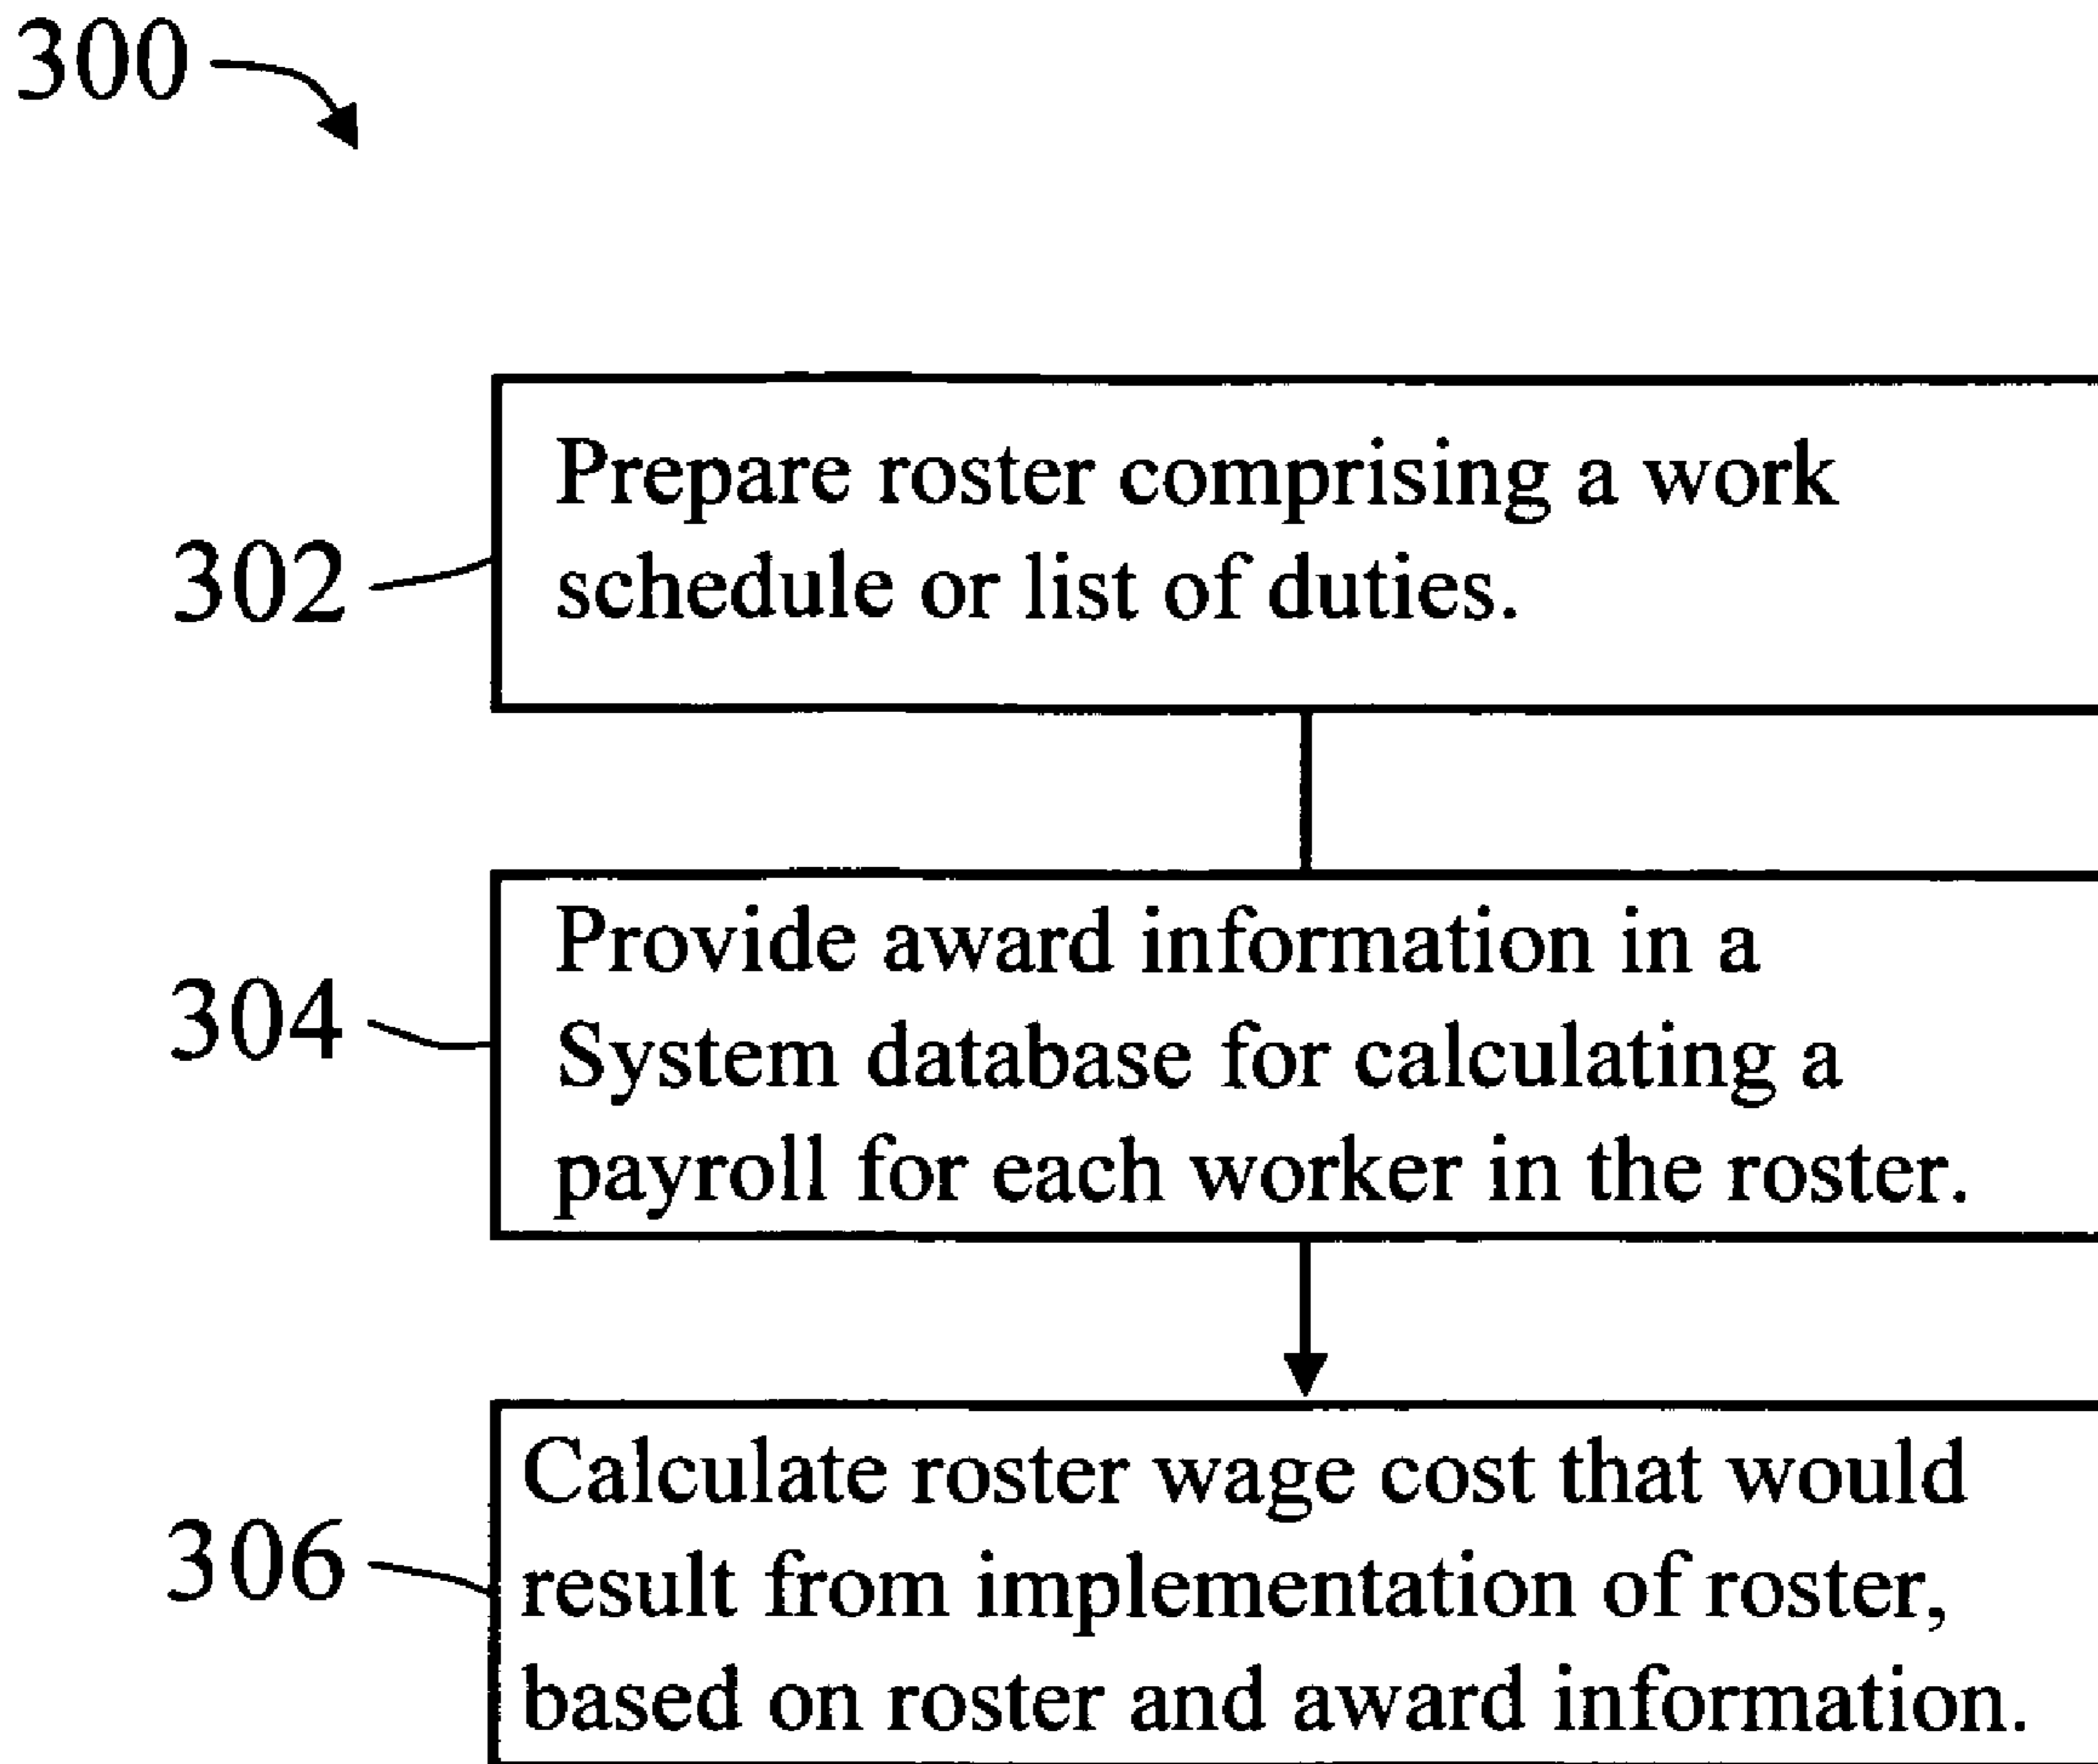 300
302
Prepare roster comprising a work
schedule or list of duties.
304
Provide award information in a
System database for calculating a
payroll for each worker in the roster.
306
Calculate roster wage cost that would
result from implementation of roster,
based on roster and award information.